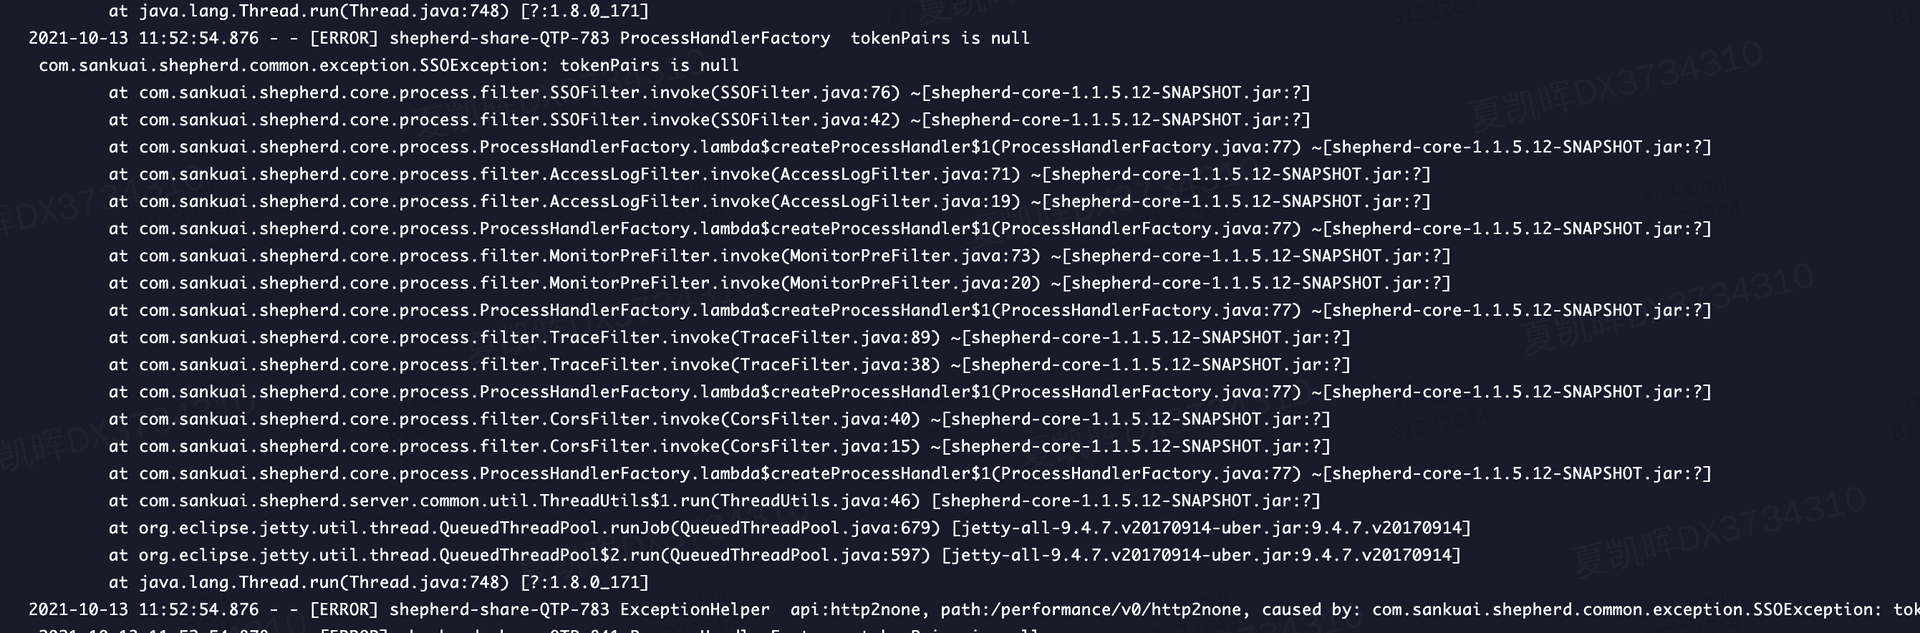 at java.lang.Thread.run(Thread.java:748) [?:1.8.0_171]
2021-10-13 11:52:54.876 - - [ERROR] shepherd-share-QTP-783 ProcessHandlerFactory  tokenPairs is null
com.sankuai.shepherd.common.exception.SSOException: tokenPairs is null
at com.sankuai.shepherd.core.process.filter.SSOFilter.invoke(SSOFilter.java:76) ~[shepherd-core-1.1.5.12-SNAPSHOT.jar:?]
at com.sankuai.shepherd.core.process.filter.SSOFilter.invoke(SSOFilter.java:42) ~[shepherd-core-1.1.5.12-SNAPSHOT.jar:?]
at com.sankuai.shepherd.core.process.ProcessHandlerFactory.lambda$createProcessHandler$1(ProcessHandlerFactory.java:77) ~[shepherd-core-1.1.5.12-SNAPSHOT.jar:?]
at com.sankuai.shepherd.core.process.filter.AccessLogFilter.invoke(AccessLogFilter.java:71) ~[shepherd-core-1.1.5.12-SNAPSHOT.jar:?]
at com.sankuai.shepherd.core.process.filter.AccessLogFilter.invoke(AccessLogFilter.java:19) ~[shepherd-core-1.1.5.12-SNAPSHOT.jar:?]
at com.sankuai.shepherd.core.process.ProcessHandlerFactory.lambda$createProcessHandler$1(ProcessHandlerFactory.java:77) ~[shepherd-core-1.1.5.12-SNAPSHOT.jar:?]
at com.sankuai.shepherd.core.process.filter.MonitorPreFilter.invoke(MonitorPreFilter.java:73) ~[shepherd-core-1.1.5.12-SNAPSHOT.jar:?]
at com.sankuai.shepherd.core.process.filter.MonitorPreFilter.invoke(MonitorPreFilter.java:20) ~[shepherd-core-1.1.5.12-SNAPSHOT.jar:?]
at com.sankuai.shepherd.core.process.ProcessHandlerFactory.lambda$createProcessHandler$1(ProcessHandlerFactory.java:77) ~[shepherd-core-1.1.5.12-SNAPSHOT.jar:?]
at com.sankuai.shepherd.core.process.filter.TraceFilter.invoke(TraceFilter.java:89) ~[shepherd-core-1.1.5.12-SNAPSHOT.jar:?]
at com.sankuai.shepherd.core.process.filter.TraceFilter.invoke(TraceFilter.java:38) ~[shepherd-core-1.1.5.12-SNAPSHOT.jar:?]
at com.sankuai.shepherd.core.process.ProcessHandlerFactory.lambda$createProcessHandler$1(ProcessHandlerFactory.java:77) ~[shepherd-core-1.1.5.12-SNAPSHOT.jar:?]
at com.sankuai.shepherd.core.process.filter.CorsFilter.invoke(CorsFilter.java:40) ~[shepherd-core-1.1.5.12-SNAPSHOT.jar:?]
at com.sankuai.shepherd.core.process.filter.CorsFilter.invoke(CorsFilter.java:15) ~[shepherd-core-1.1.5.12-SNAPSHOT.jar:?]
at com.sankuai.shepherd.core.process.ProcessHandlerFactory.lambda$createProcessHandler$1(ProcessHandlerFactory.java:77) ~[shepherd-core-1.1.5.12-SNAPSHOT.jar:?]
at com.sankuai.shepherd.server.common.util.ThreadUtils$1.run(ThreadUtils.java:46) [shepherd-core-1.1.5.12-SNAPSHOT.jar:?]
at org.eclipse.jetty.util.thread.QueuedThreadPool.runJob(QueuedThreadPool.java:679) [jetty-all-9.4.7.v20170914-uber.jar:9.4.7.v20170914]
at org.eclipse.jetty.util.thread.QueuedThreadPool$2.run(QueuedThreadPool.java:597) [jetty-all-9.4.7.v20170914-uber.jar:9.4.7.v20170914]
at java.lang.Thread.run(Thread.java:748) [?:1.8.0_171]
2021-10-13 11:52:54.876 - - [ERROR] shepherd-share-QTP-783 ExceptionHelper  api:http2none, path:/performance/v0/http2none, caused by: com.sankuai.shepherd.common.exception.SSOException: tok
夏凯晖DX3734310
夏凯晖DX3734310
夏凯晖DX3734310